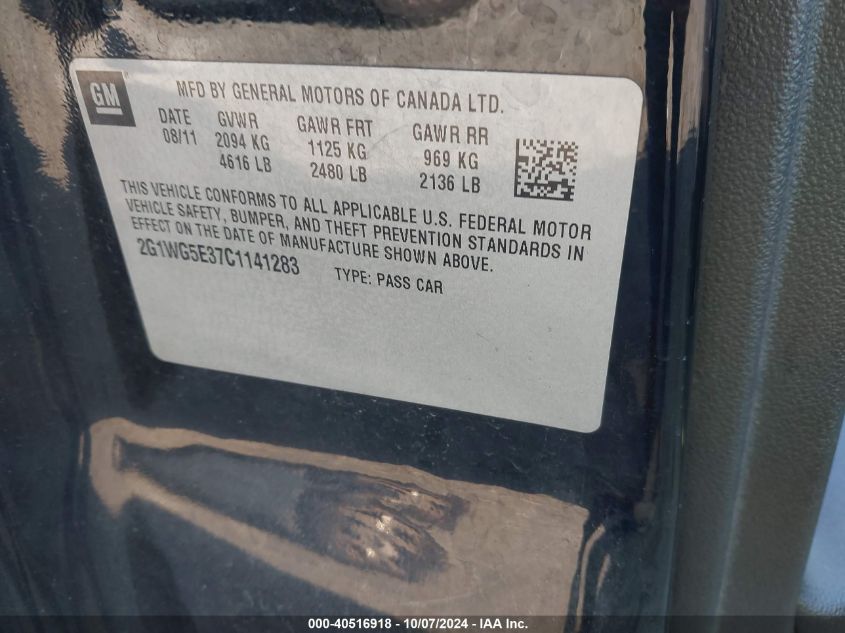 GM
MFD BY GENERAL MOTORS OF CANADA LTD.
DATE GVWR GAWR FRT GAWR RR
08/11 2094 KG 1125 KG 969 KG
4616 LB 2480 LB 2136 LB
THIS VEHICLE CONFORMS TO ALL APPLICABLE U.S. FEDERAL MOTOR
VEHICLE SAFETY, BUMPER, AND THEFT PREVENTION STANDARDS IN
EFFECT ON THE DATE OF MANUFACTURE SHOWN ABOVE.
2G1WG5E37C1141283 TYPE: PASS CAR
000-40516918 - 10/07/2024 - IAA Inc.